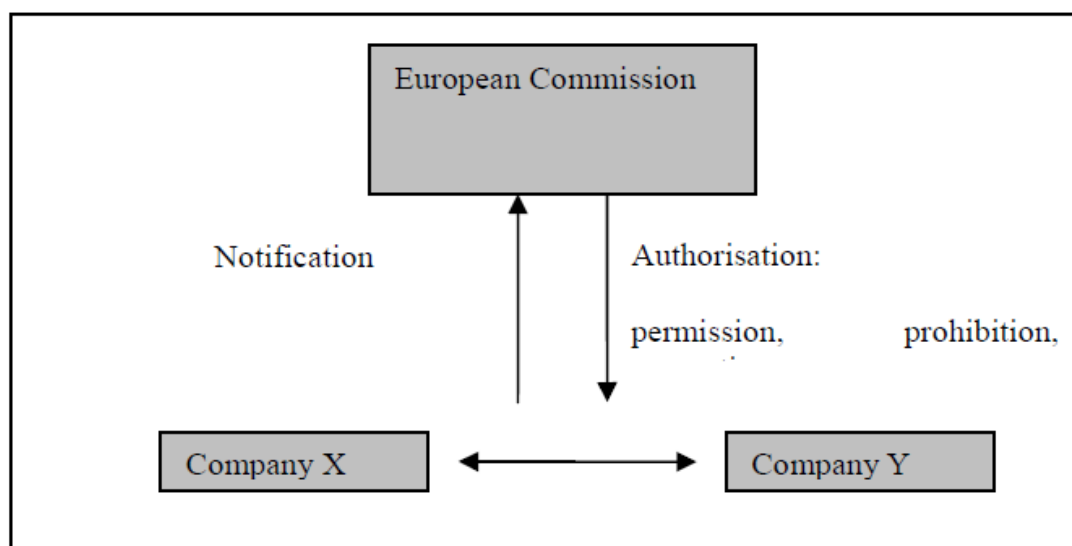 European Commission
Notification
Authorisation:
permission, prohibition,
Company X
Company Y